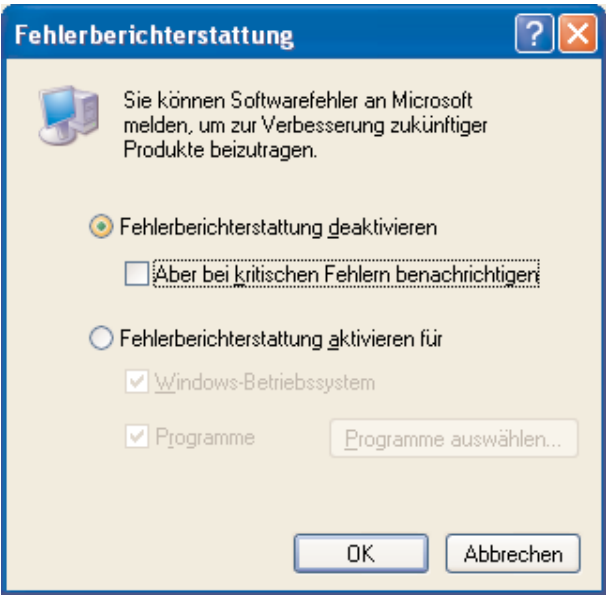 Fehlerberichterstattung
?
Sie können Softwarefehler an Microsoft
melden, um zur Verbesserung zukünftiger
Produkte beizutragen.
Fehlerberichterstattung deaktivieren
Aber bei kritischen Fehlern benachrichtigen
Fehlerberichterstattung aktivieren für
Windows-Betriebssystem
Programme
Programme auswählen...
OK
Abbrechen